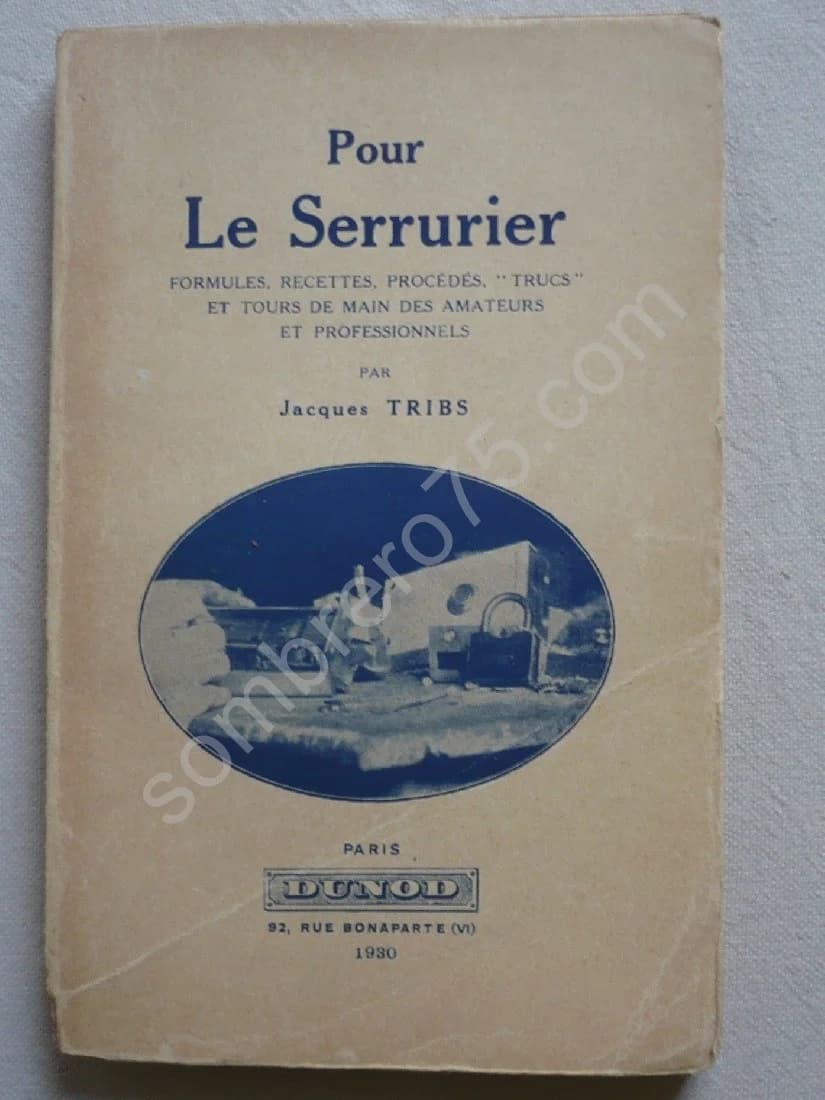 Pour
Le Serrurier
FORMULES, RECETTES, PROCÉDÉS, "TRUCS"
ET TOURS DE MAIN DES AMATEURS
ET PROFESSIONNELS
PAR
Jacques TRIBS
sombrero75.com
PARIS
DUNOD
92, RUE BONAPARTE (VI)
1930